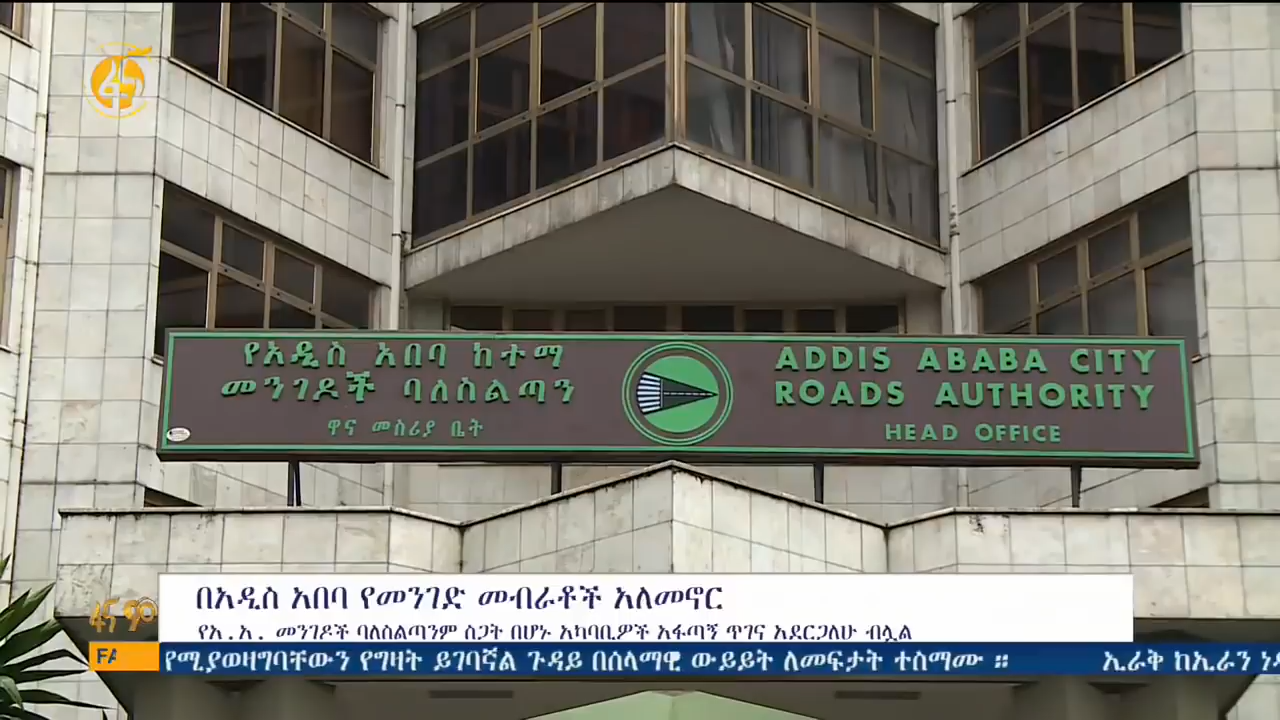 የአዲስ አበባ ከተማ
መንገዶች ባለስልጣን
ዋና መስሪያ ቤት
ADDIS ABABA CITY
ROADS AUTHORITY
HEAD OFFICE
በአዲስ አበባ የመንገድ መብራቶች አለመኖር
የአ.አ. መንገዶች ባለስልጣንም ስጋት በሆኑ አካባቢዎች አፋጣኝ ጥገና አደርጋለሁ ብሏል
FA
የሚያወዛግባቸውን የግዛት ይገባኛል ጉዳይ በሰላማዊ ውይይት ለመፍታት ተስማሙ ። ኢራቅ ከኢራን